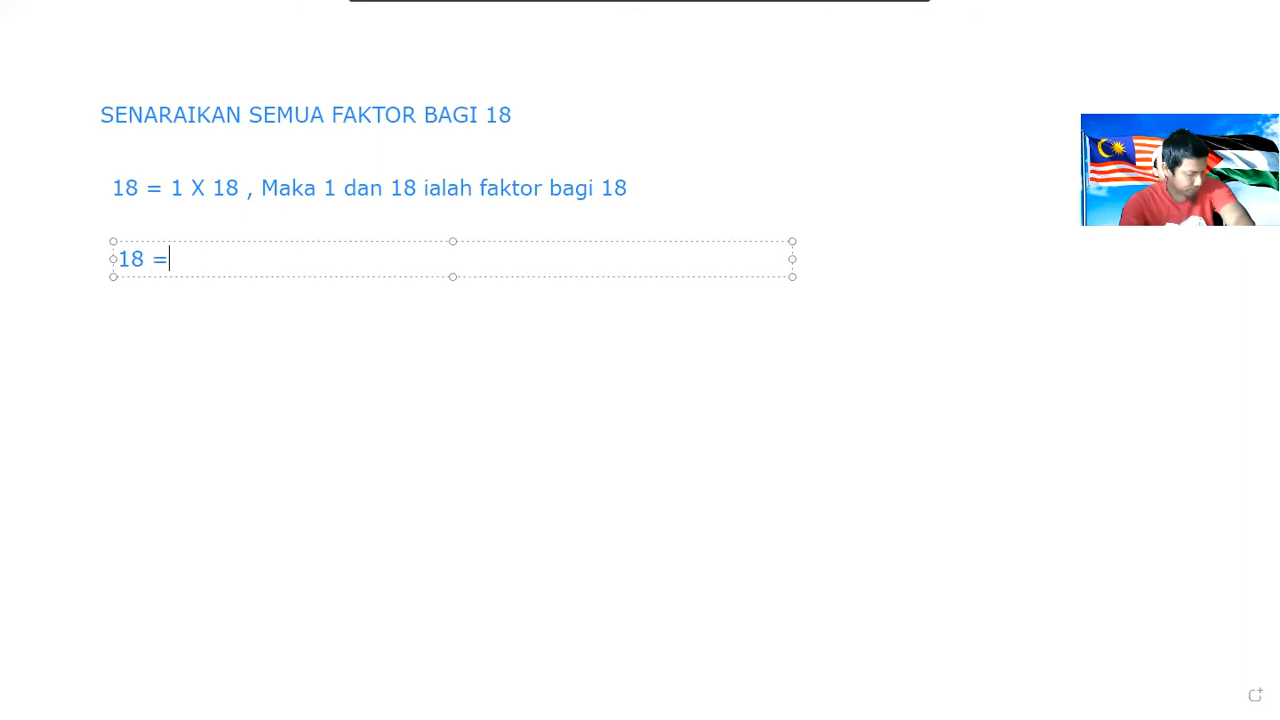 SENARAIKAN SEMUA FAKTOR BAGI 18
18 = 1 X 18 , Maka 1 dan 18 ialah faktor bagi 18
18 =